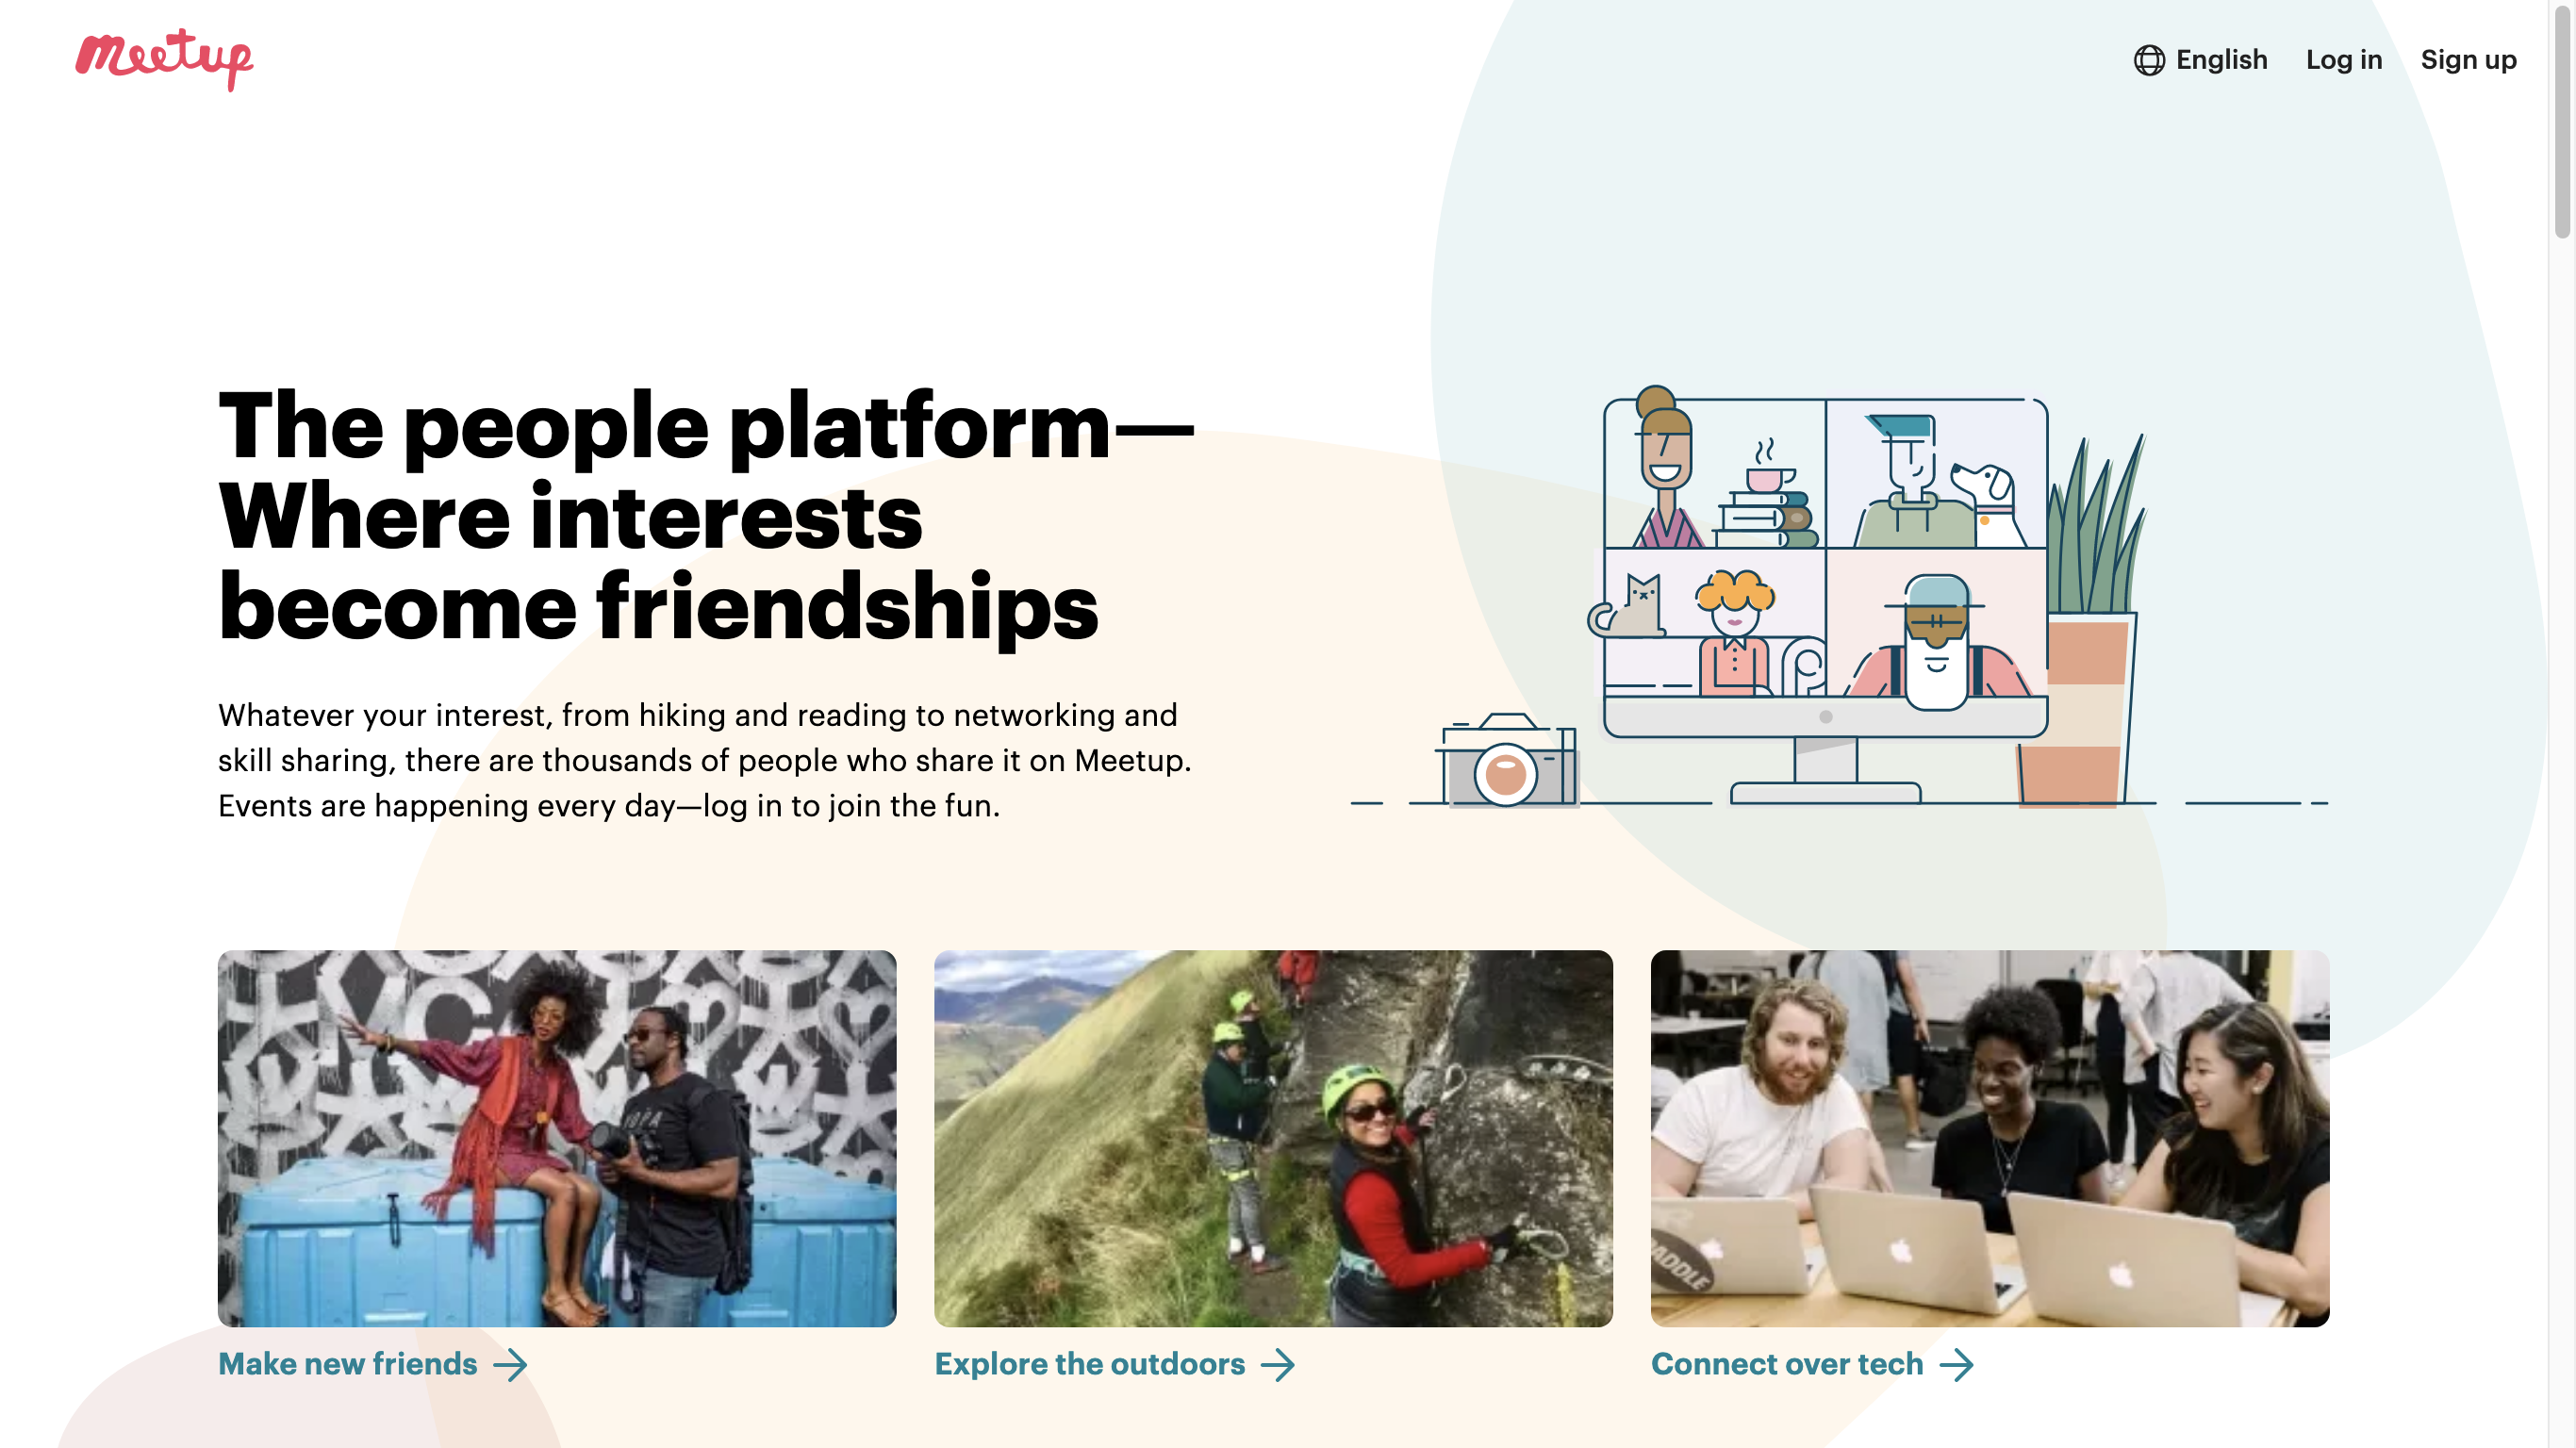 Meetup
English Log in Sign up
The people platform—
Where interests
become friendships
Whatever your interest, from hiking and reading to networking and
skill sharing, there are thousands of people who share it on Meetup.
Events are happening every day—log in to join the fun.
Make new friends
Explore the outdoors
Connect over tech